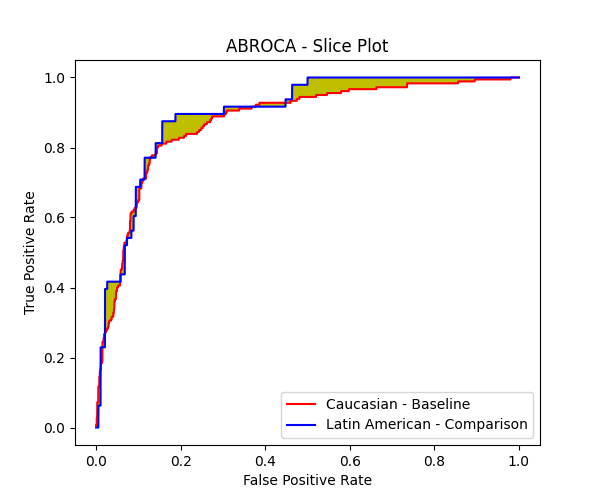 ABROCA - Slice Plot
True Positive Rate
1.0
0.8
0.6
0.4
0.2
0.0
Caucasian - Baseline
Latin American - Comparison
0.0 0.2 0.4 0.6 0.8 1.0
False Positive Rate